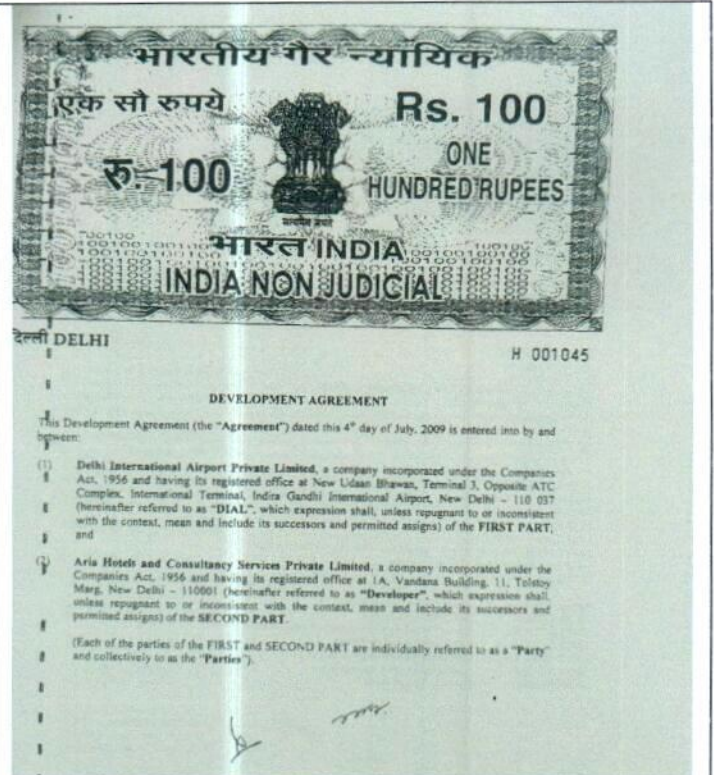 भारतीय गैर न्यायिक
एक सौ रुपये
Rs. 100
रु. 100
ONE
HUNDRED RUPEES
सत्यमेव जयते
भारत INDIA
INDIA NON JUDICIAL
दिल्ली DELHI
H 001045
DEVELOPMENT AGREEMENT
This Development Agreement (the "Agreement") dated this 4th day of July, 2009 is entered into by and
between:
(1) Delhi International Airport Private Limited, a company incorporated under the Companies
Act, 1956 and having its registered office at New Udaan Bhawan, Terminal 3, Opposite ATC
Complex, International Terminal, Indira Gandhi International Airport, New Delhi – 110 037
(hereinafter referred to as "DIAL", which expression shall, unless repugnant to or inconsistent
with the context, mean and include its successors and permitted assigns) of the FIRST PART;
and
(2) Aria Hotels and Consultancy Services Private Limited, a company incorporated under the
Companies Act, 1956 and having its registered office at 1A, Vandana Building, 11, Tolstoy
Marg, New Delhi – 110001 (hereinafter referred to as "Developer", which expression shall,
unless repugnant to or inconsistent with the context, mean and include its successors and
permitted assigns) of the SECOND PART.
(Each of the parties of the FIRST and SECOND PART are individually referred to as a "Party"
and collectively to as the "Parties").